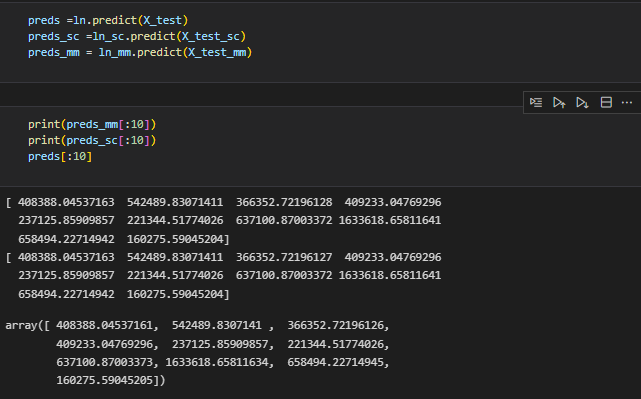 preds =ln.predict(X_test)
preds_sc =ln_sc.predict(X_test_sc)
preds_mm = ln_mm.predict(X_test_mm)
print(preds_mm[:10])
print(preds_sc[:10])
preds[:10]
[ 408388.04537163  542489.83071411  366352.72196128  409233.04769296
  237125.85909857  221344.51774026  637100.87003372 1633618.65811641
  658494.22714942  160275.59045204]
[ 408388.04537163  542489.83071411  366352.72196127  409233.04769296
  237125.85909857  221344.51774026  637100.87003372 1633618.65811641
  658494.22714942  160275.59045204]
array([ 408388.04537161,  542489.8307141 ,  366352.72196126,
        409233.04769296,  237125.85909857,  221344.51774026,
        637100.87003373, 1633618.65811634,  658494.22714945,
        160275.59045205])